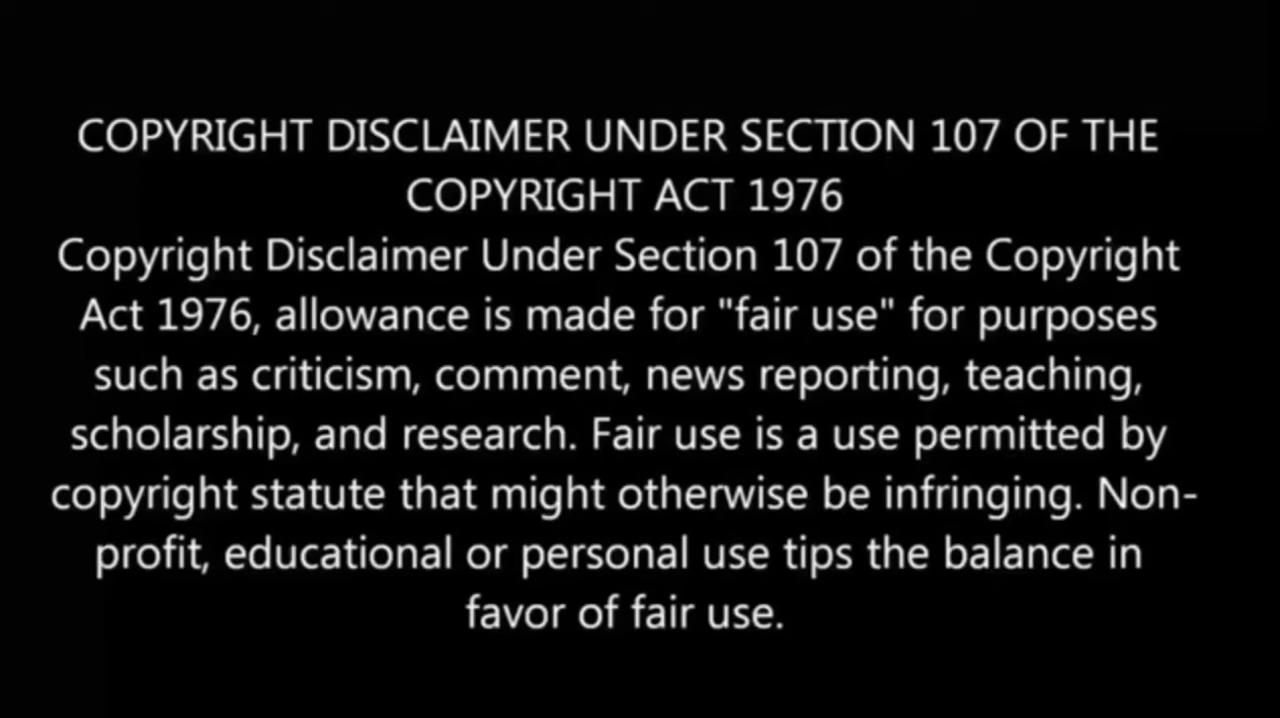 COPYRIGHT DISCLAIMER UNDER SECTION 107 OF THE
COPYRIGHT ACT 1976
Copyright Disclaimer Under Section 107 of the Copyright
Act 1976, allowance is made for "fair use" for purposes
such as criticism, comment, news reporting, teaching,
scholarship, and research. Fair use is a use permitted by
copyright statute that might otherwise be infringing. Non-
profit, educational or personal use tips the balance in
favor of fair use.